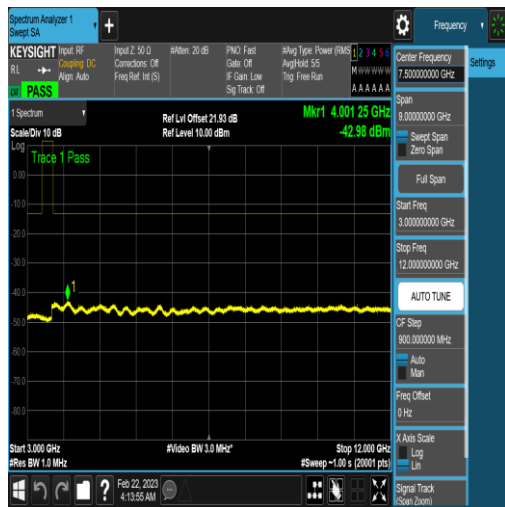 Spectrum Analyzer 1
Swept SA
Frequency
KEYSIGHT
RL
PASS
Input: RF
Coupling: DC
Align: Auto
Input Z: 50 Ω
Corrections: Off
Freq Ref: Int (S)
#Atten: 20 dB
PNO: Fast
Gate: Off
IF Gain: Low
Sig Track: Off
#Avg Type: Power (RMS
Avg|Hold: 5/5
Trig: Free Run
1 2 3 4 5 6
M w w w w w
A A A A A A
1 Spectrum
Scale/Div 10 dB
Ref Lvl Offset 21.93 dB
Ref Level 10.00 dBm
Mkr1 4.001 25 GHz
-42.98 dBm
Log
Trace 1 Pass
0.00
-10.0
-20.0
-30.0
-40.0
-50.0
-60.0
-70.0
-80.0
1
Start 3.000 GHz
#Res BW 1.0 MHz
#Video BW 3.0 MHz*
Stop 12.000 GHz
#Sweep ~1.00 s (20001 pts)
Center Frequency
7.500000000 GHz
Settings
Span
9.00000000 GHz
Swept Span
Zero Span
Full Span
Start Freq
3.000000000 GHz
Stop Freq
12.000000000 GHz
AUTO TUNE
CF Step
900.000000 MHz
Auto
Man
Freq Offset
0 Hz
X Axis Scale
Log
Lin
Signal Track
(Span Zoom)
?
Feb 22, 2023
4:13:55 AM